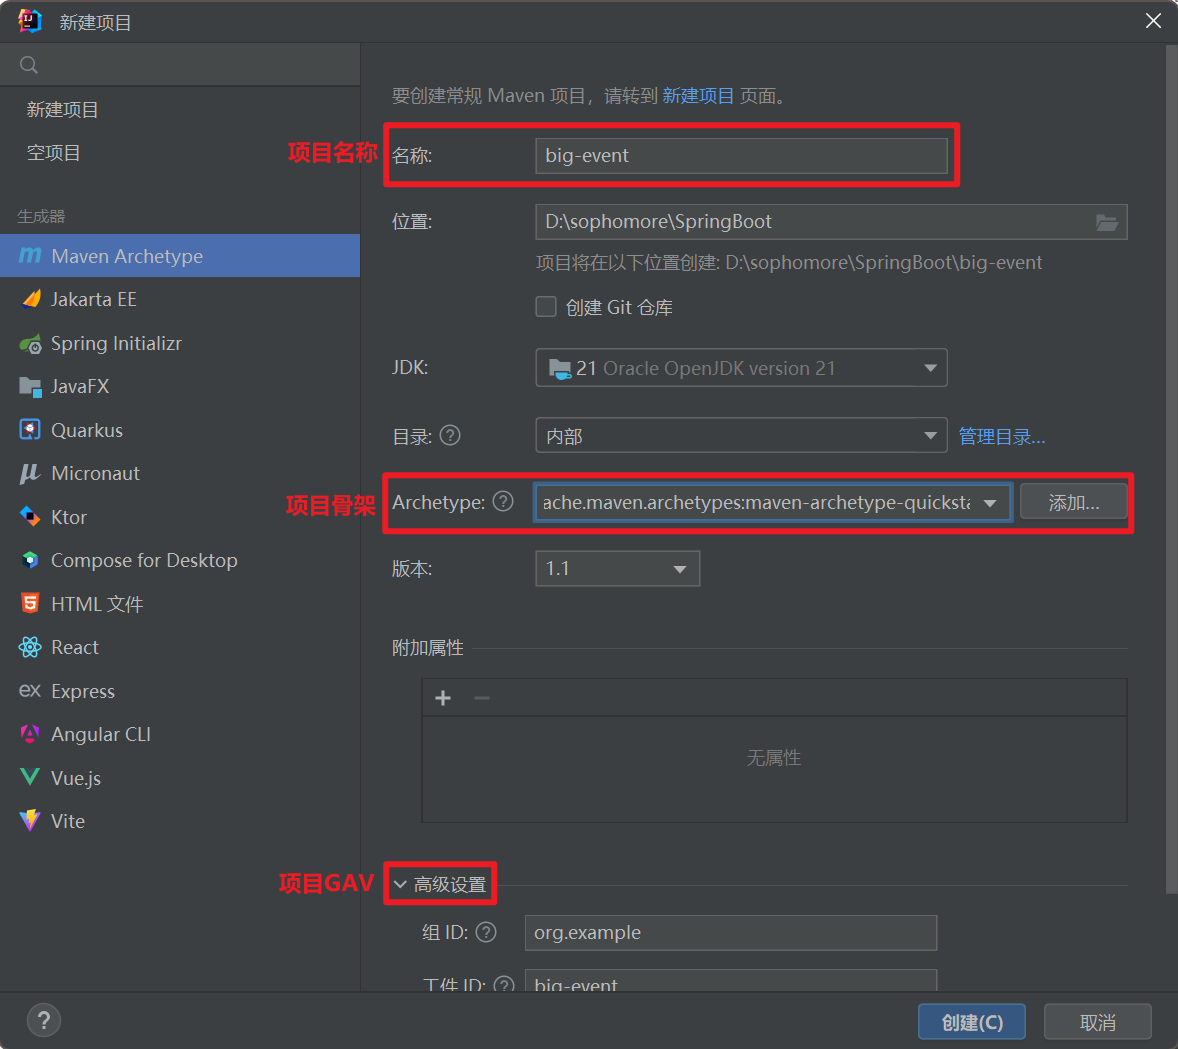 新建项目
新建项目
空项目
生成器
Maven Archetype
Jakarta EE
Spring Initializr
JavaFX
Quarkus
Micronaut
Ktor
Compose for Desktop
HTML 文件
React
ex Express
Angular CLI
Vue.js
Vite
要创建常规 Maven 项目，请转到 新建项目 页面。
项目名称 名称: big-event
位置: D:\sophomore\SpringBoot
项目将在以下位置创建: D:\sophomore\SpringBoot\big-event
创建 Git 仓库
JDK: 21 Oracle OpenJDK version 21
目录: ? 内部 管理目录...
项目骨架 Archetype: ? ache.maven.archetypes:maven-archetype-quicksta 添加...
版本: 1.1
附加属性
无属性
项目GAV 高级设置
组 ID: ? org.example
工件 ID: ? big-event
? 创建(C) 取消